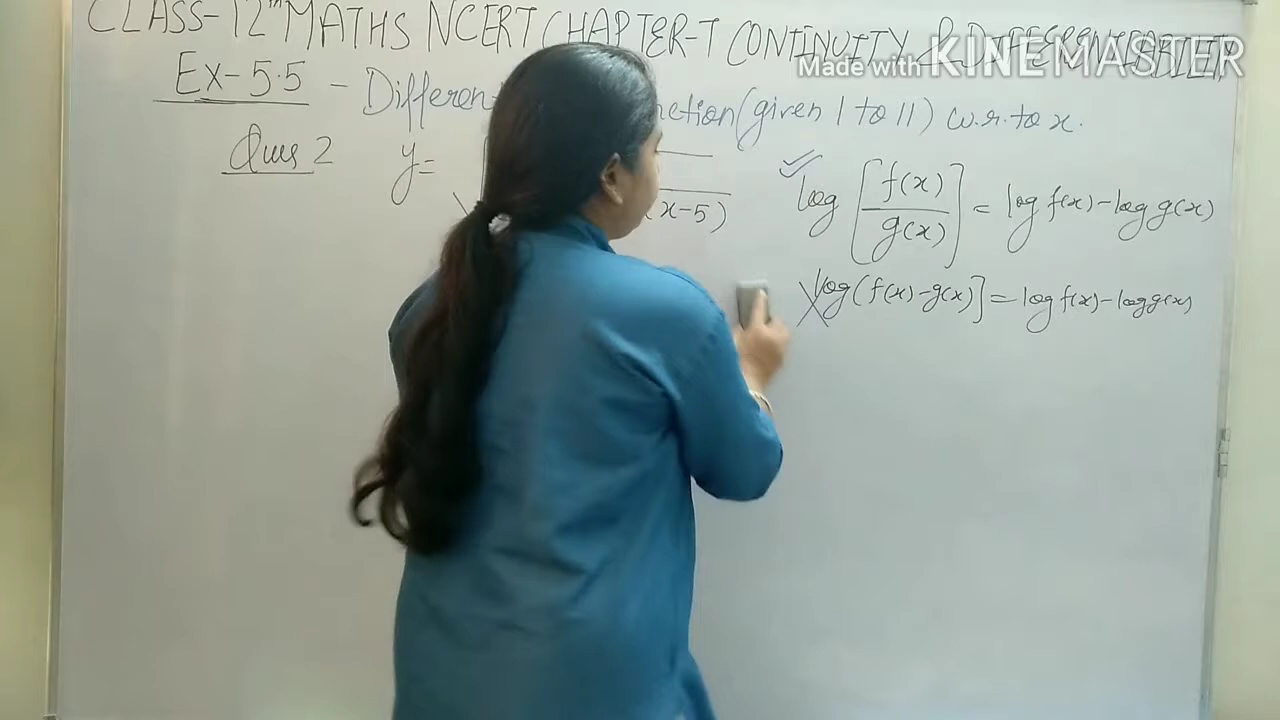 CLASS-12th MATHS NCERT CHAPTER-T CONTINUITY &
Made with KINEMASTER
Ex-5.5 - Differen nction (given 1 to 11) w.r.to x.
Ques 2 y=
(x-5)
log [f(x)/g(x)] = log f(x) - log g(x)
log(f(x)-g(x)] = log f(x) - log g(x)